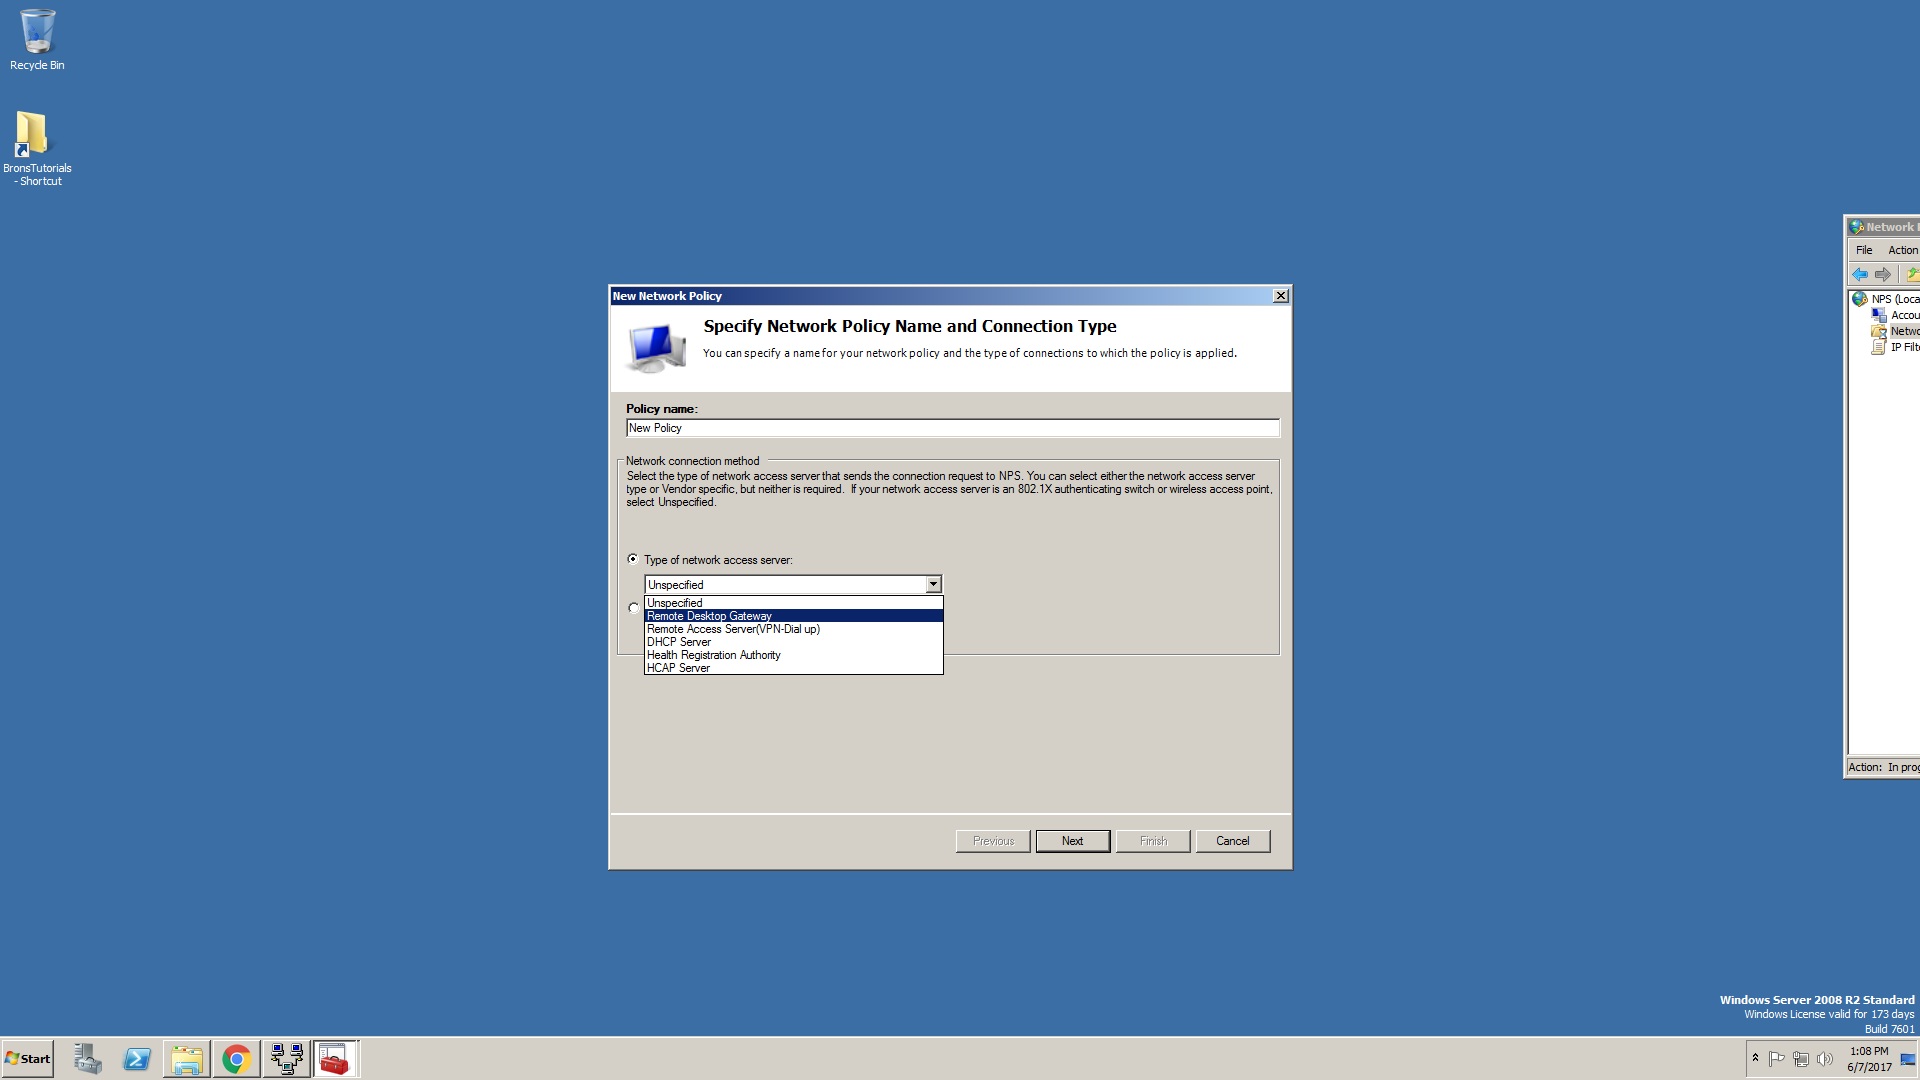 Recycle Bin
BronsTutorials
- Shortcut
New Network Policy
Specify Network Policy Name and Connection Type
You can specify a name for your network policy and the type of connections to which the policy is applied.
Policy name:
New Policy
Network connection method
Select the type of network access server that sends the connection request to NPS. You can select either the network access server
type or Vendor specific, but neither is required.  If your network access server is an 802.1X authenticating switch or wireless access point,
select Unspecified.
Type of network access server:
Unspecified
Unspecified
Remote Desktop Gateway
Remote Access Server(VPN-Dial up)
DHCP Server
Health Registration Authority
HCAP Server
Previous
Next
Finish
Cancel
Network
File Action
NPS (Loca
Accou
Netwo
IP Filte
Action: In prog
Windows Server 2008 R2 Standard
Windows License valid for 173 days
Build 7601
Start
1:08 PM
6/7/2017